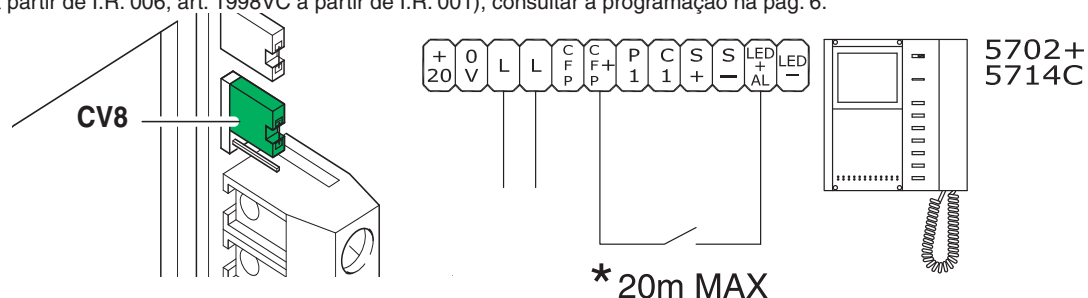 a partir de I.R. 006, art. 1998VC a partir de I.R. 001), consultar a programação na pág. 6.
CV8
+ 20
0 V
L
L
C F P
C F P +
P 1
C 1
S +
S –
LED + AL
LED –
5702+
5714C
* 20m MAX